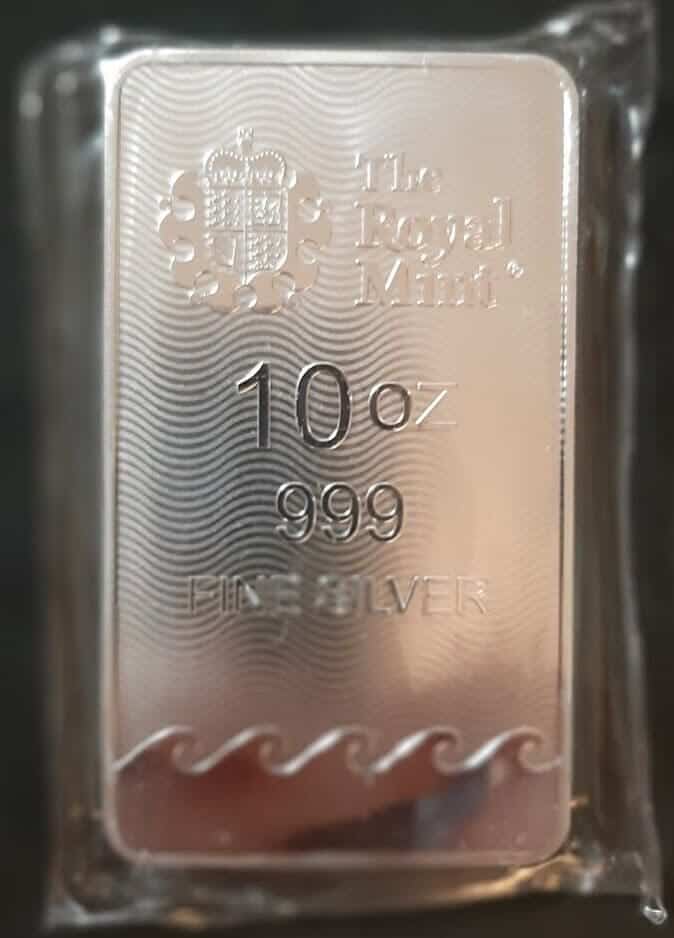 The
Royal
Mint®
10 oz
999
FINE SILVER